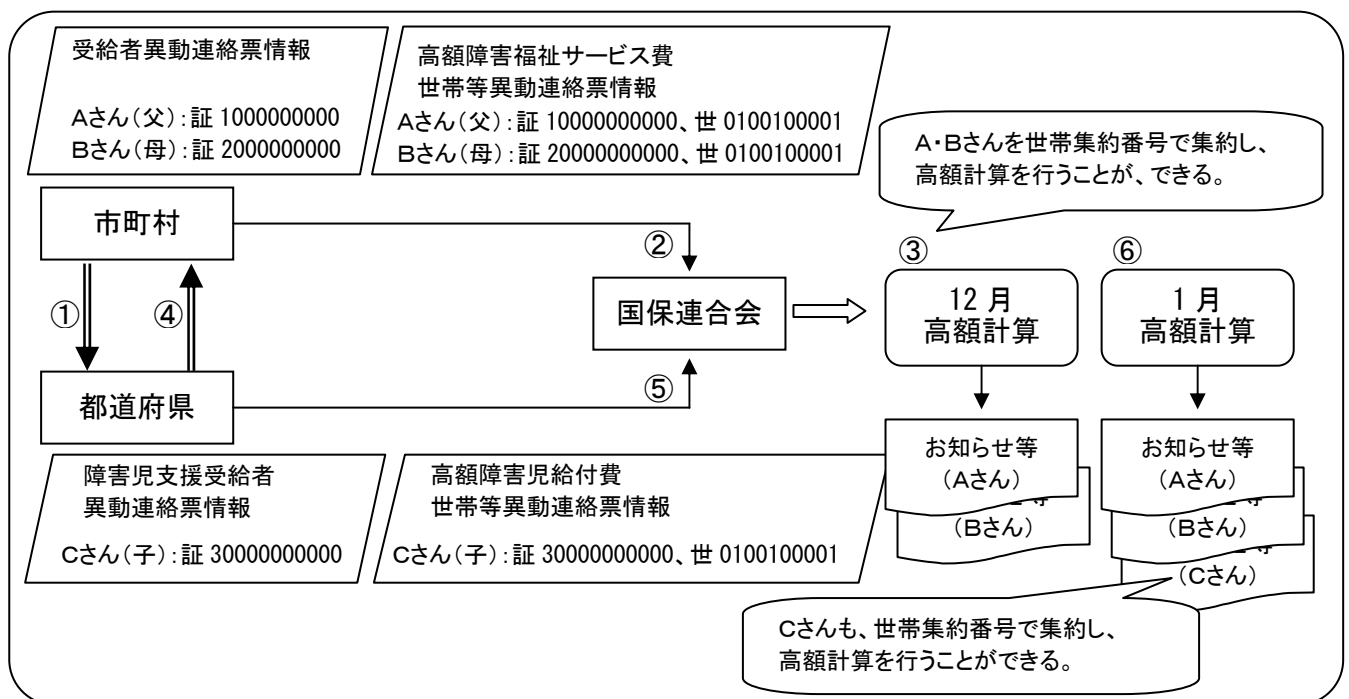 受給者異動連絡票情報
Aさん(父):証 1000000000
Bさん(母):証 2000000000
高額障害福祉サービス費
世帯等異動連絡票情報
Aさん(父):証 10000000000、世 0100100001
Bさん(母):証 20000000000、世 0100100001
A・Bさんを世帯集約番号で集約し、
高額計算を行うことが、できる。
市町村
①
④
②
国保連合会
③
12 月
高額計算
⑥
1 月
高額計算
都道府県
⑤
お知らせ等
(Aさん)
(Bさん)
お知らせ等
(Aさん)
(Bさん)
(Cさん)
障害児支援受給者
異動連絡票情報
Cさん(子):証 30000000000
高額障害児給付費
世帯等異動連絡票情報
Cさん(子):証 30000000000、世 0100100001
Cさんも、世帯集約番号で集約し、
高額計算を行うことができる。